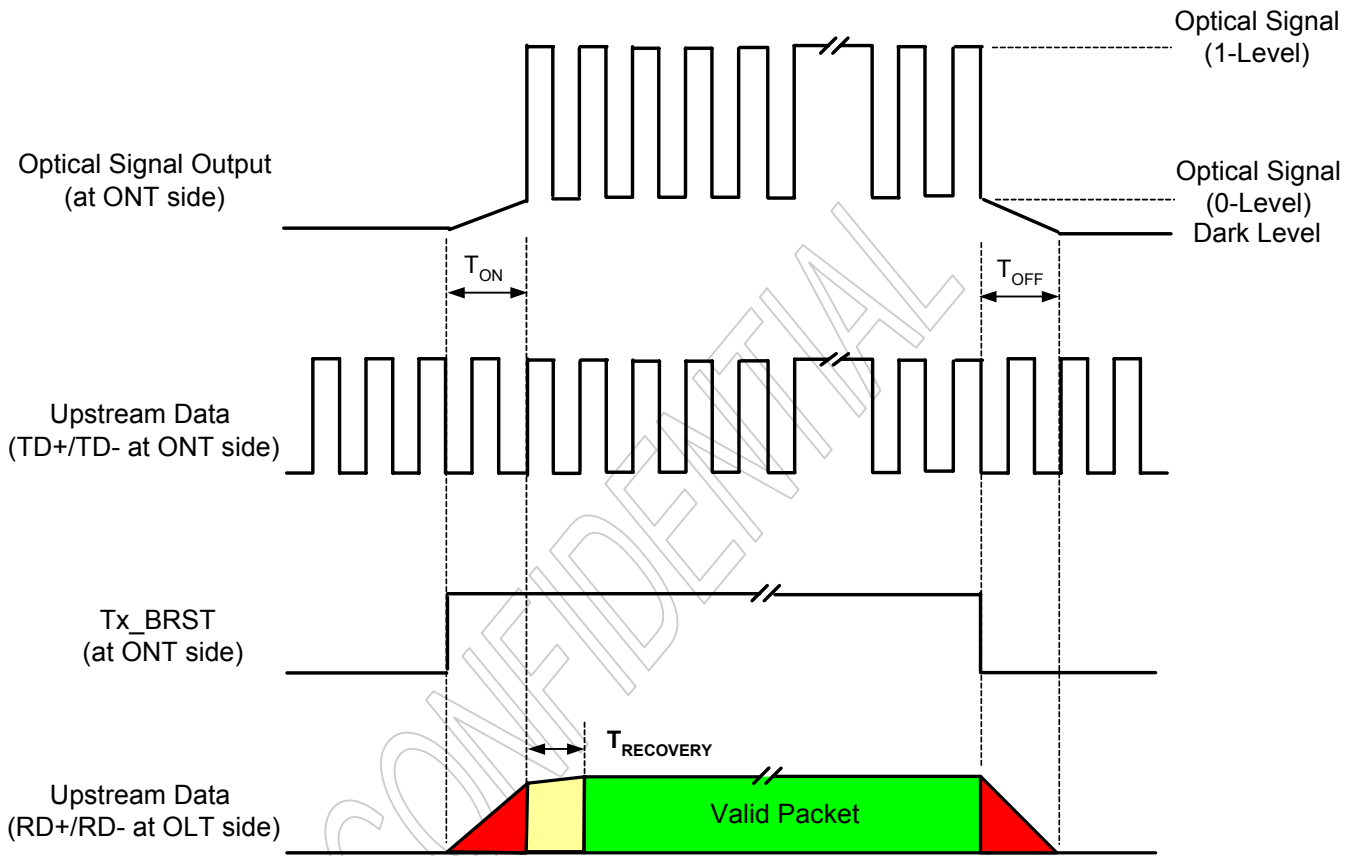 Optical Signal
(1-Level)
Optical Signal Output
(at ONT side)
Optical Signal
(0-Level)
Dark Level
TON
TOFF
Upstream Data
(TD+/TD- at ONT side)
Tx_BRST
(at ONT side)
TRECOVERY
Upstream Data
(RD+/RD- at OLT side)
Valid Packet
CONFIDENTIAL